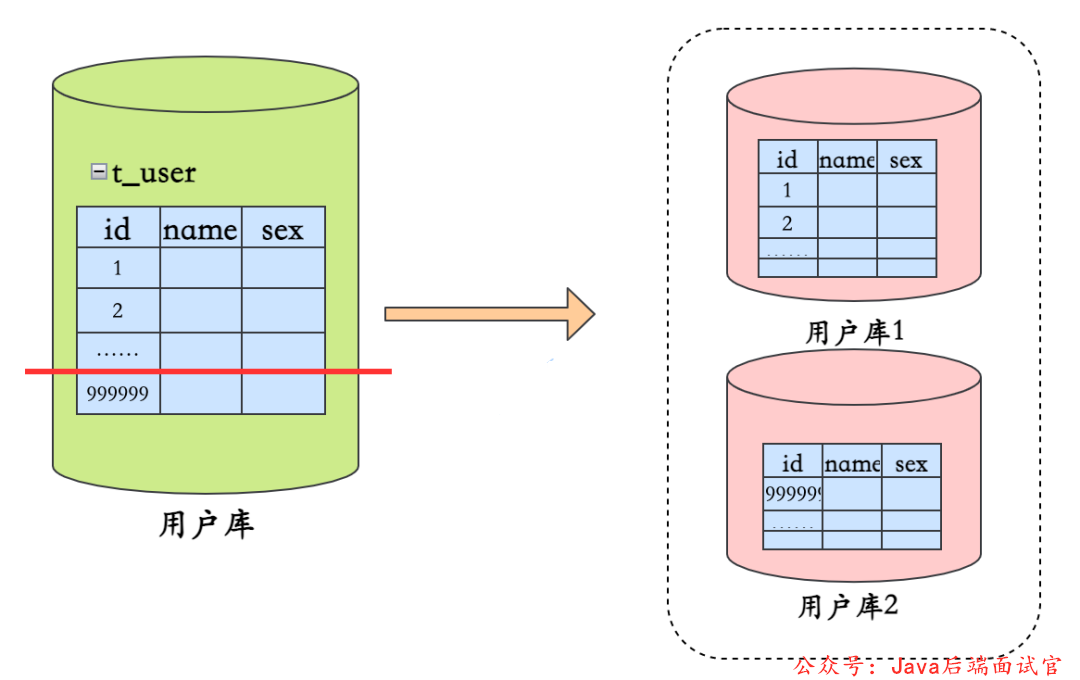 t_user
id name sex
1
2
......
999999
用户库
id name sex
1
2
......
用户库1
id name sex
999999
......
用户库2
公众号：Java后端面试官